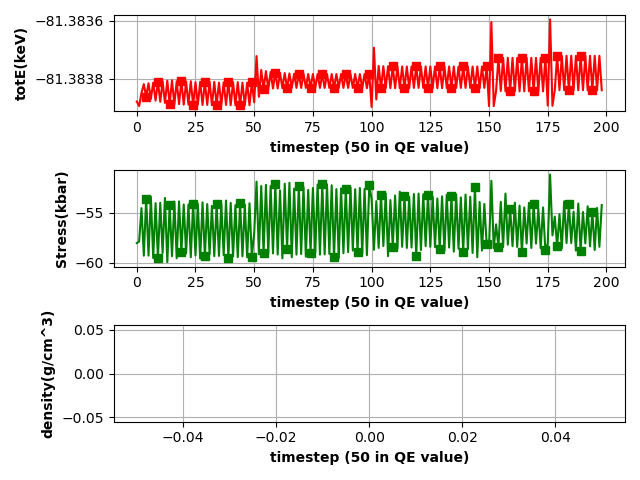 −81.3836
−81.3838
totE(keV)
0 25 50 75 100 125 150 175 200
timestep (50 in QE value)
−55
−60
Stress(kbar)
0 25 50 75 100 125 150 175 200
timestep (50 in QE value)
0.05
0.00
−0.05
density(g/cm^3)
−0.04 −0.02 0.00 0.02 0.04
timestep (50 in QE value)